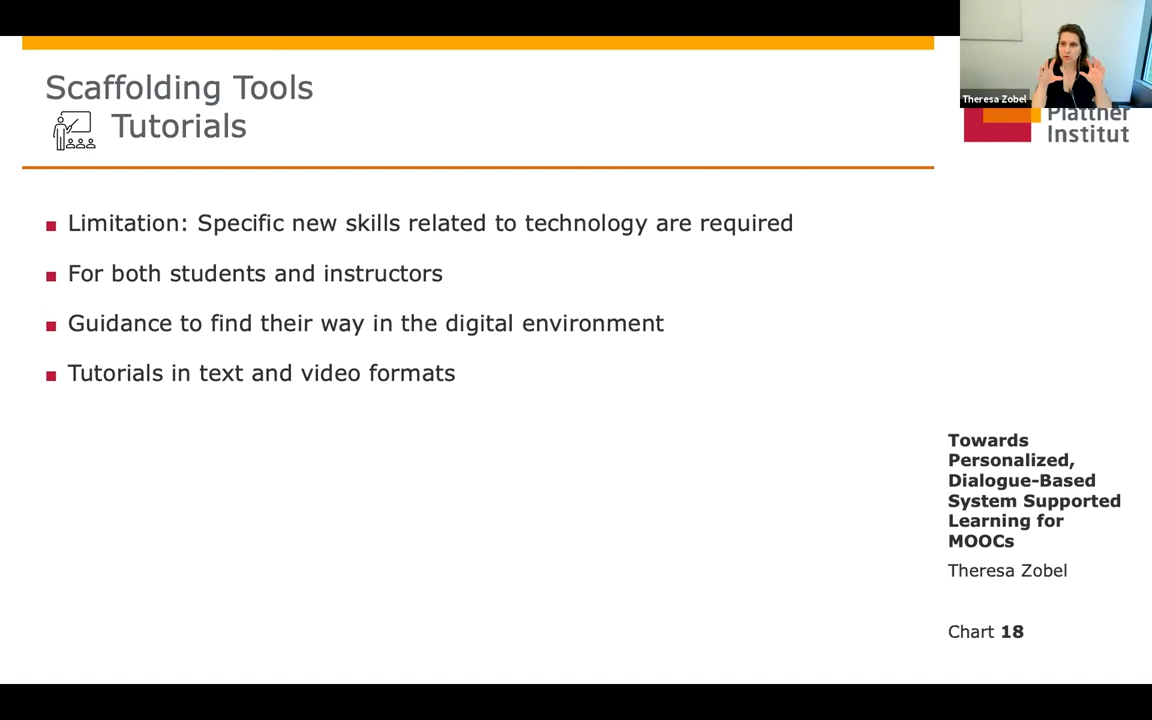 Scaffolding Tools
Tutorials
Theresa Zobel
Plattner
Institut
Limitation: Specific new skills related to technology are required
For both students and instructors
Guidance to find their way in the digital environment
Tutorials in text and video formats
Towards
Personalized,
Dialogue-Based
System Supported
Learning for
MOOCs
Theresa Zobel
Chart 18